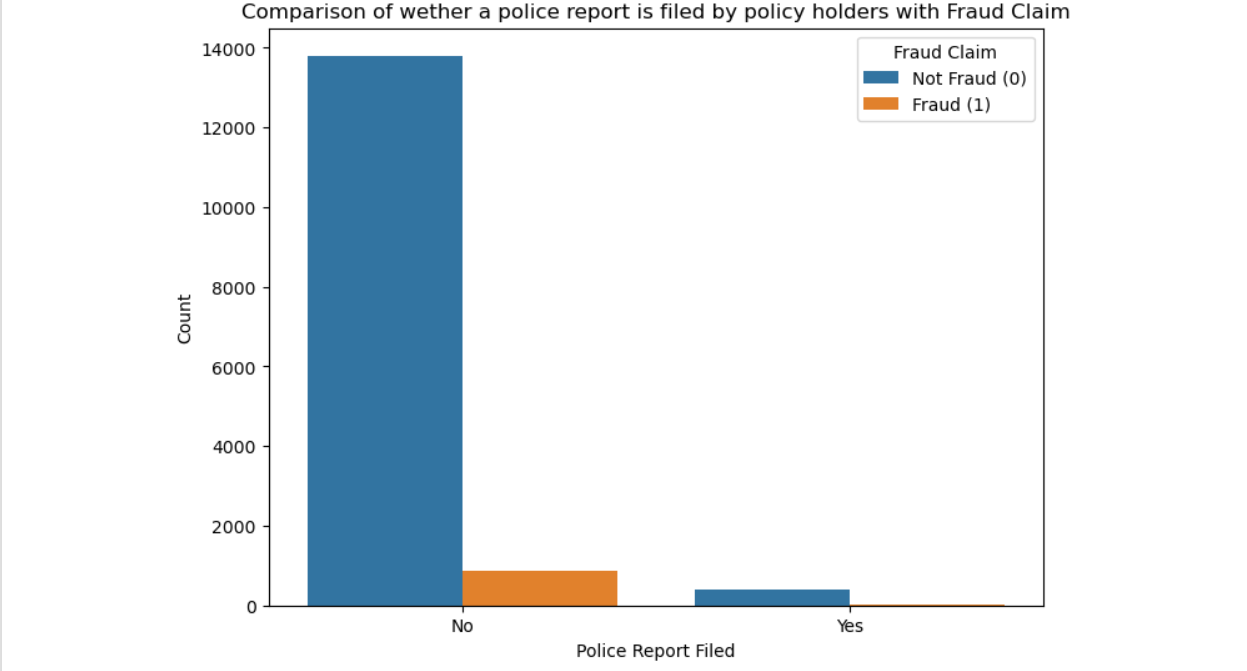 Comparison of wether a police report is filed by policy holders with Fraud Claim
Fraud Claim
Not Fraud (0)
Fraud (1)
14000
12000
10000
8000
6000
4000
2000
0
Count
No
Yes
Police Report Filed